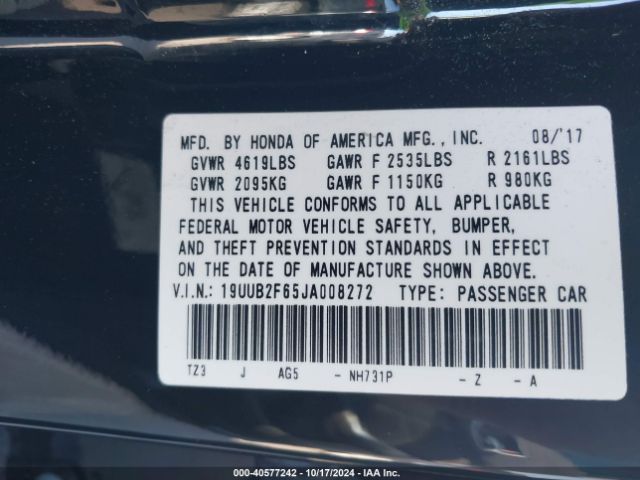 MFD. BY HONDA OF AMERICA MFG., INC. 08/'17
GVWR 4619LBS GAWR F 2535LBS R 2161LBS
GVWR 2095KG GAWR F 1150KG R 980KG
THIS VEHICLE CONFORMS TO ALL APPLICABLE
FEDERAL MOTOR VEHICLE SAFETY, BUMPER,
AND THEFT PREVENTION STANDARDS IN EFFECT
ON THE DATE OF MANUFACTURE SHOWN ABOVE.
V.I.N.: 19UUB2F65JA008272 TYPE: PASSENGER CAR
TZ3 J AG5 - NH731P - Z - A
000-40577242 - 10/17/2024 - IAA Inc.